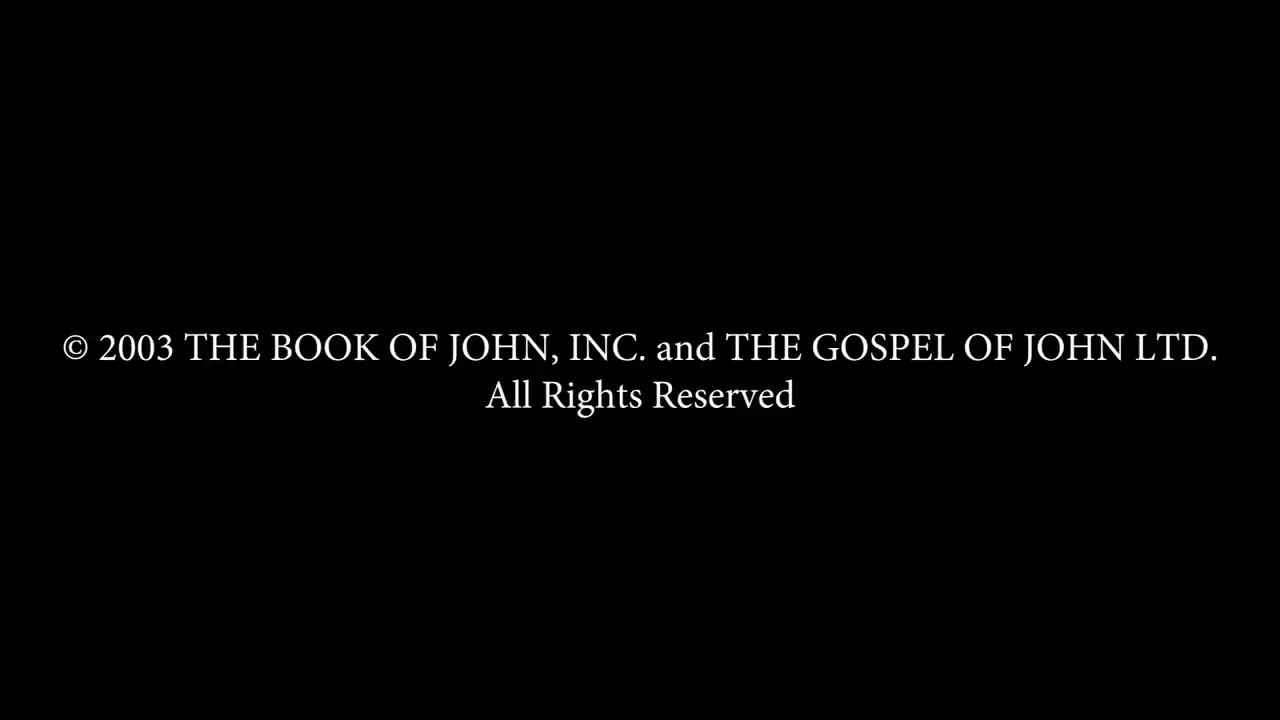 © 2003 THE BOOK OF JOHN, INC. and THE GOSPEL OF JOHN LTD.
All Rights Reserved